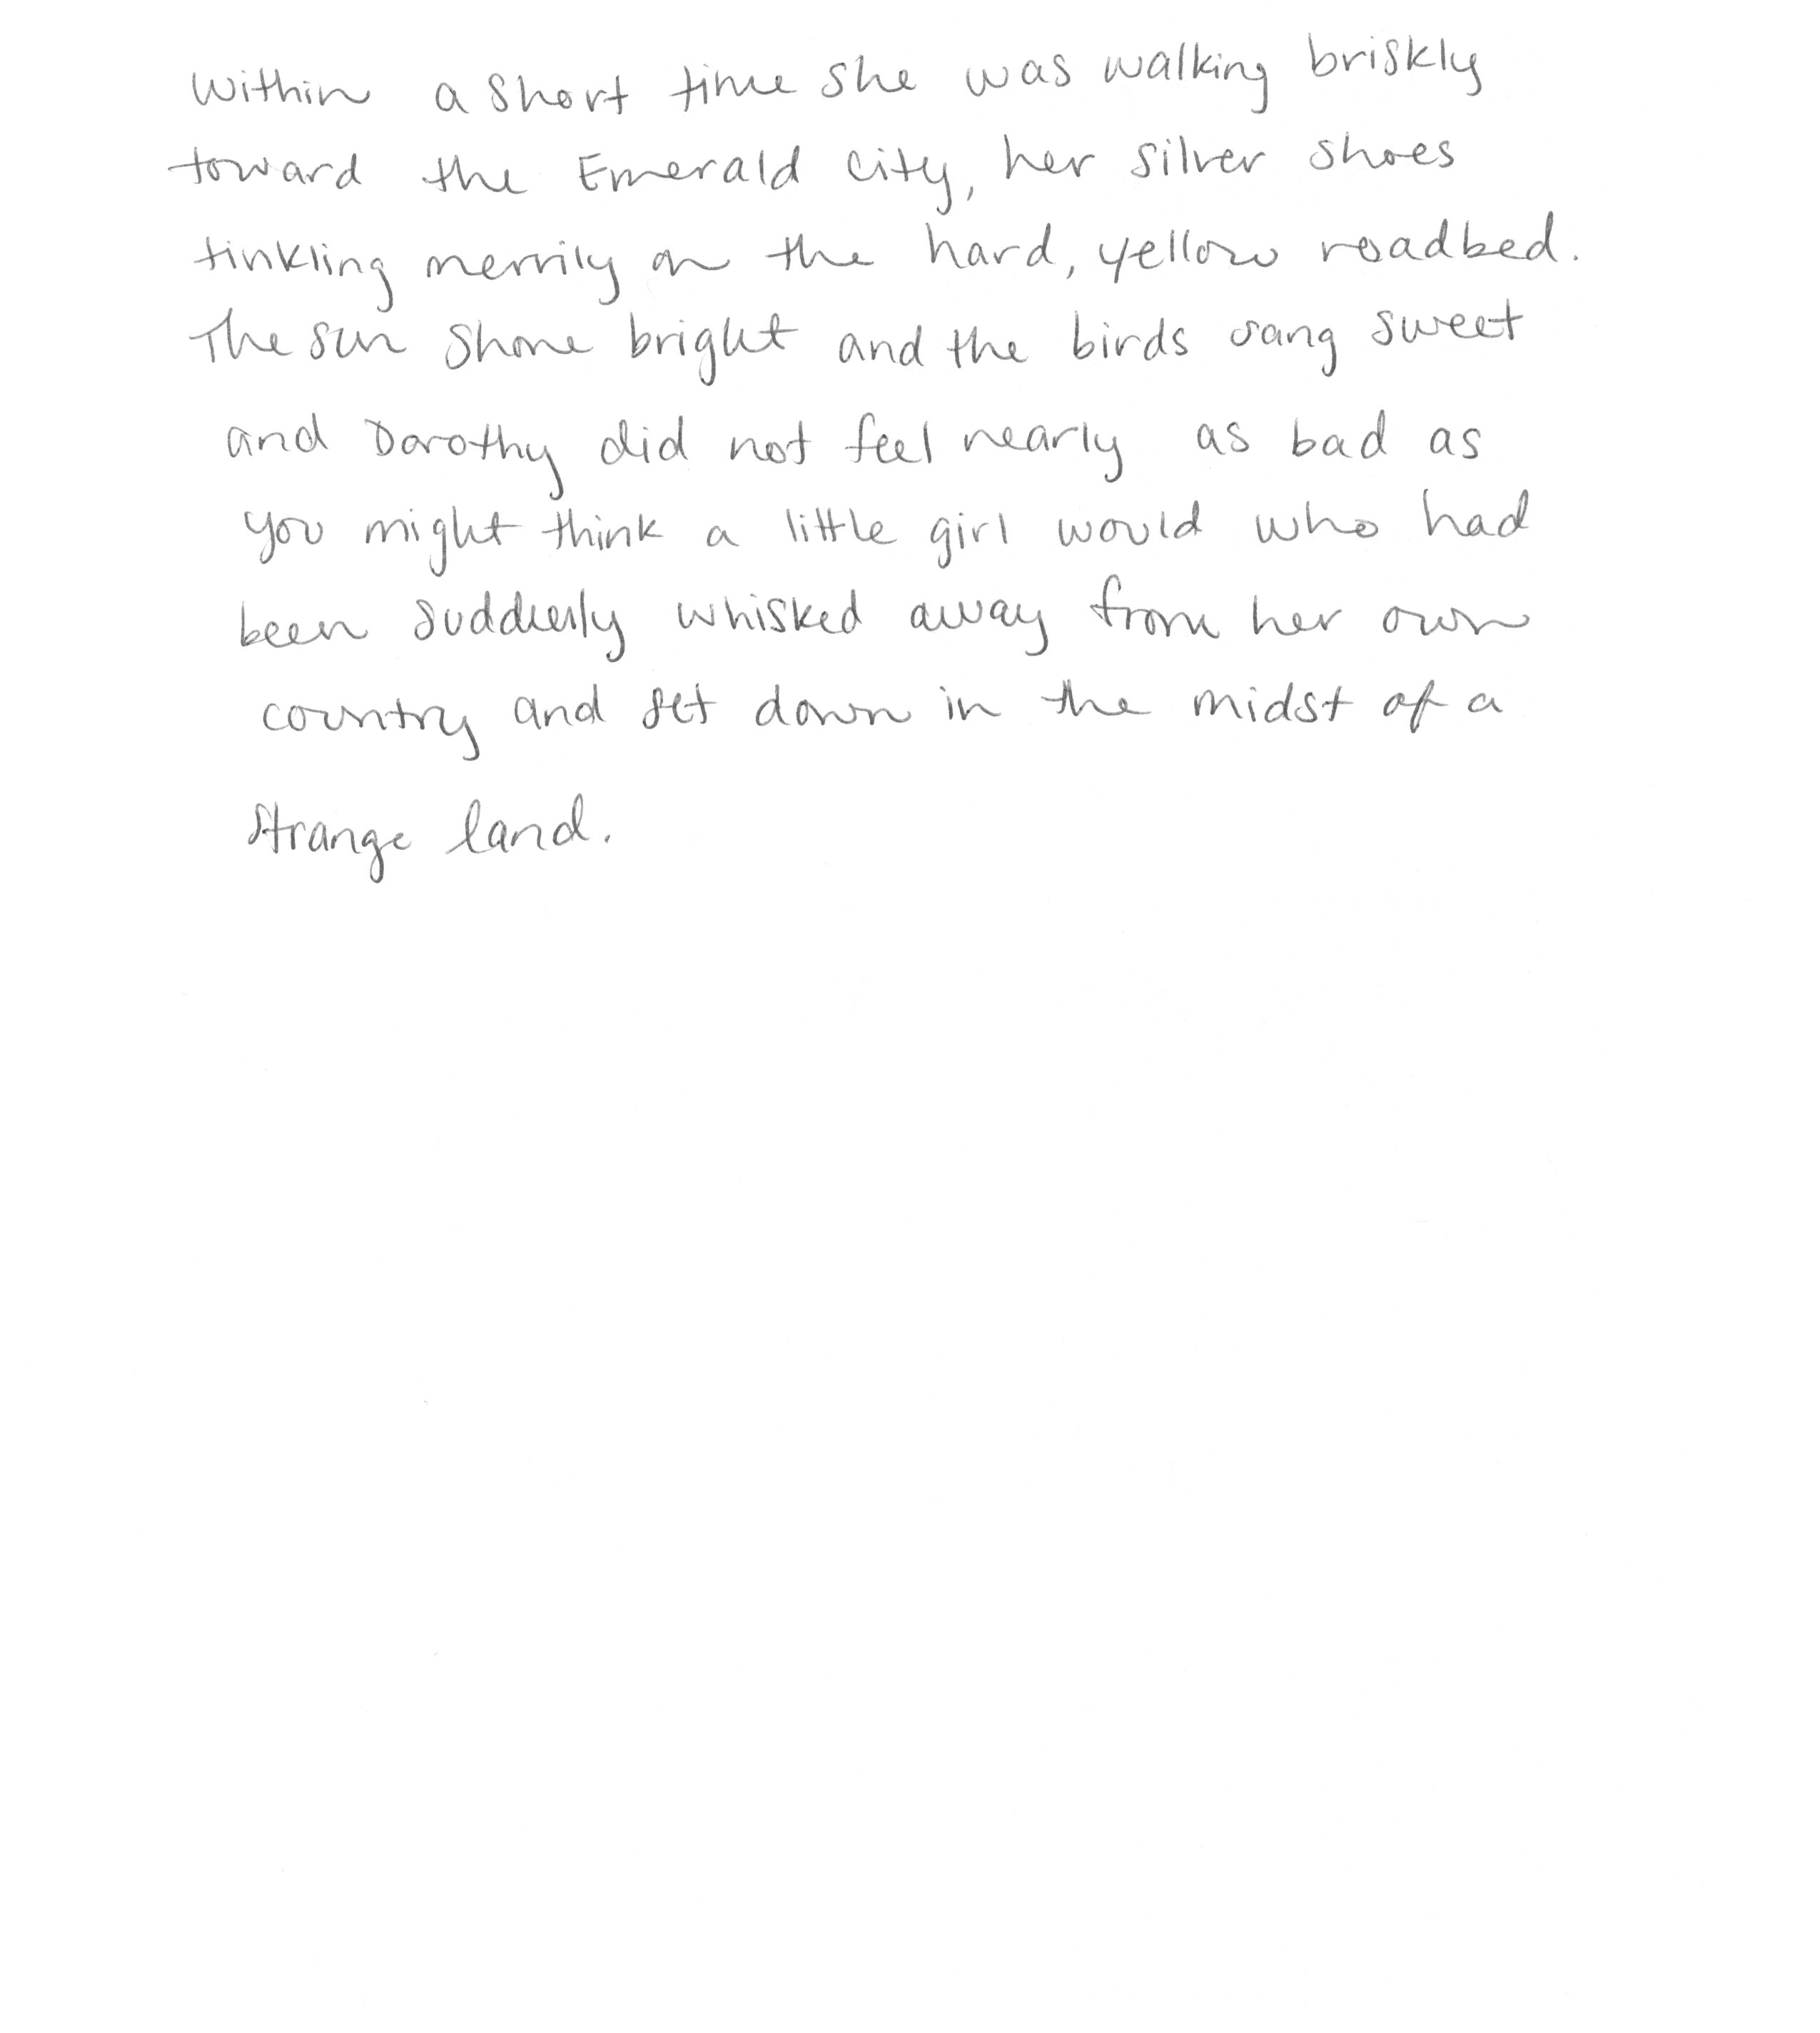 Within a short time she was walking briskly
toward the Emerald City, her silver shoes
tinkling merrily on the hard, yellow roadbed.
The sun shone bright and the birds sang sweet
and Dorothy did not feel nearly as bad as
you might think a little girl would who had
been suddenly whisked away from her own
country and set down in the midst of a
strange land.